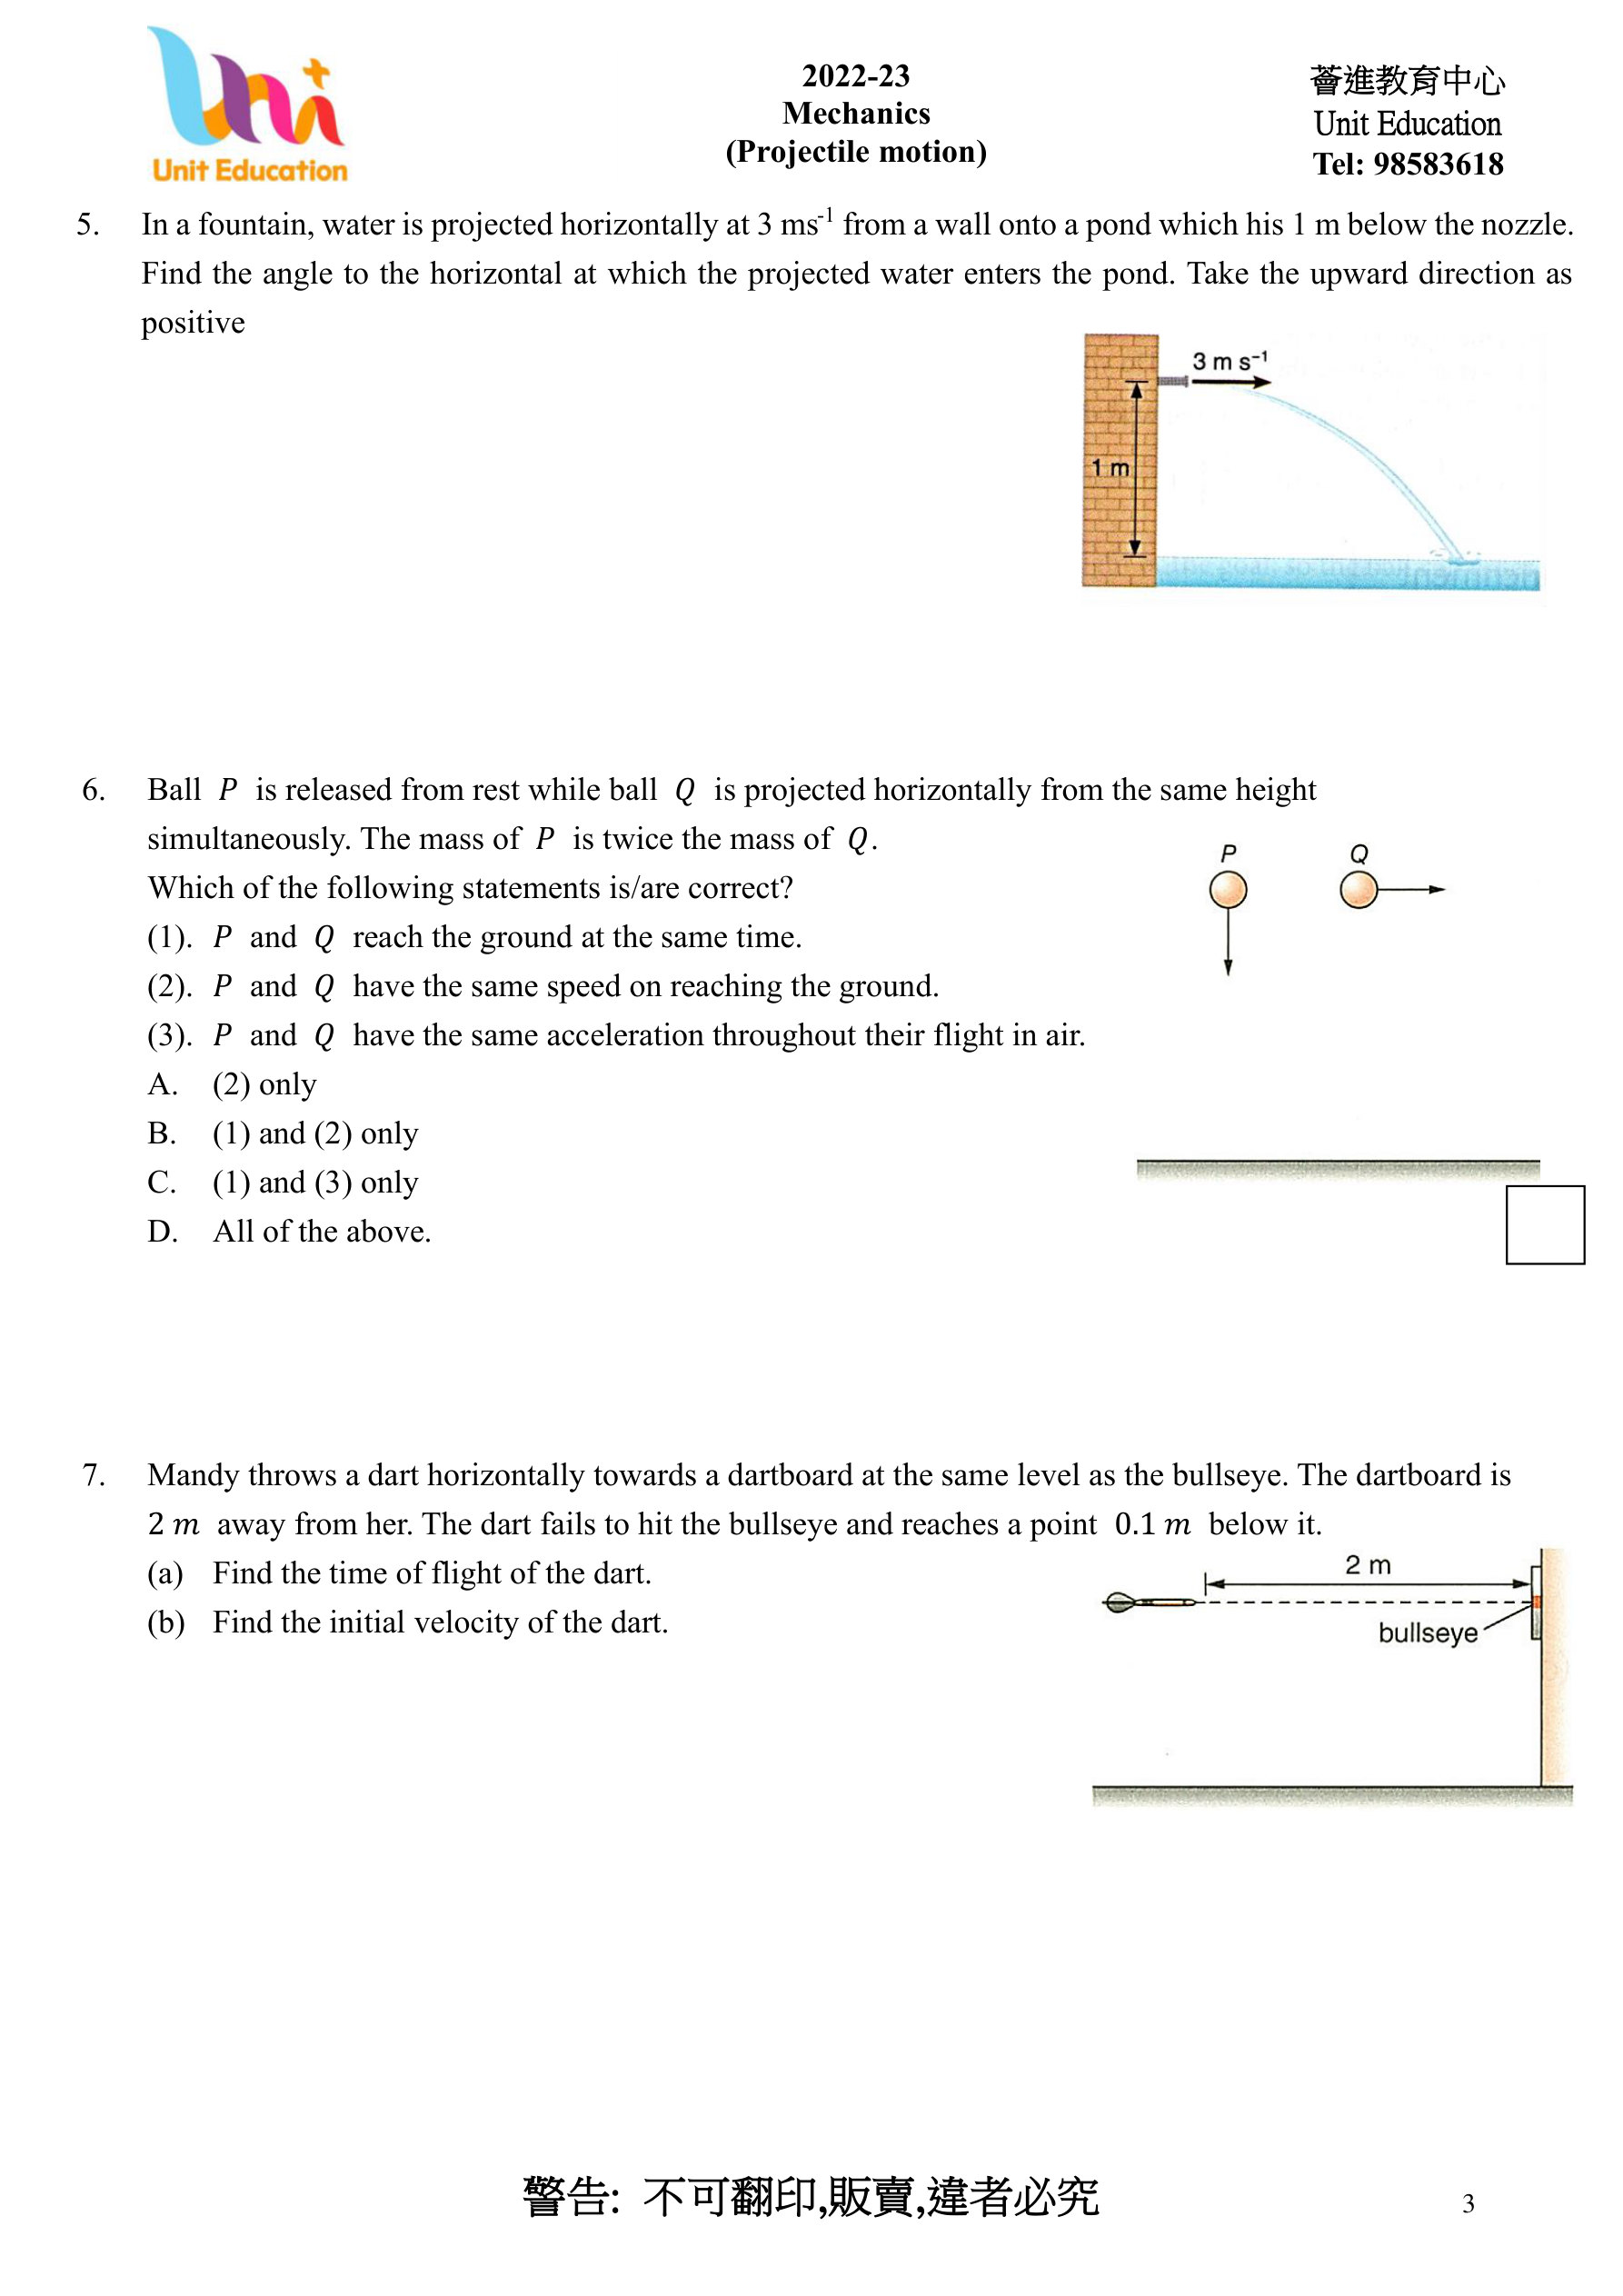 Unit Education
2022-23
Mechanics
(Projectile motion)
薈進教育中心
Unit Education
Tel: 98583618
5. In a fountain, water is projected horizontally at 3 ms⁻¹ from a wall onto a pond which his 1 m below the nozzle.
Find the angle to the horizontal at which the projected water enters the pond. Take the upward direction as
positive
3 m s⁻¹
1 m
6. Ball P is released from rest while ball Q is projected horizontally from the same height
simultaneously. The mass of P is twice the mass of Q.
Which of the following statements is/are correct?
(1). P and Q reach the ground at the same time.
(2). P and Q have the same speed on reaching the ground.
(3). P and Q have the same acceleration throughout their flight in air.
A. (2) only
B. (1) and (2) only
C. (1) and (3) only
D. All of the above.
P Q
7. Mandy throws a dart horizontally towards a dartboard at the same level as the bullseye. The dartboard is
2 m away from her. The dart fails to hit the bullseye and reaches a point 0.1 m below it.
(a) Find the time of flight of the dart.
(b) Find the initial velocity of the dart.
2 m
bullseye
警告: 不可翻印,販賣,違者必究
3